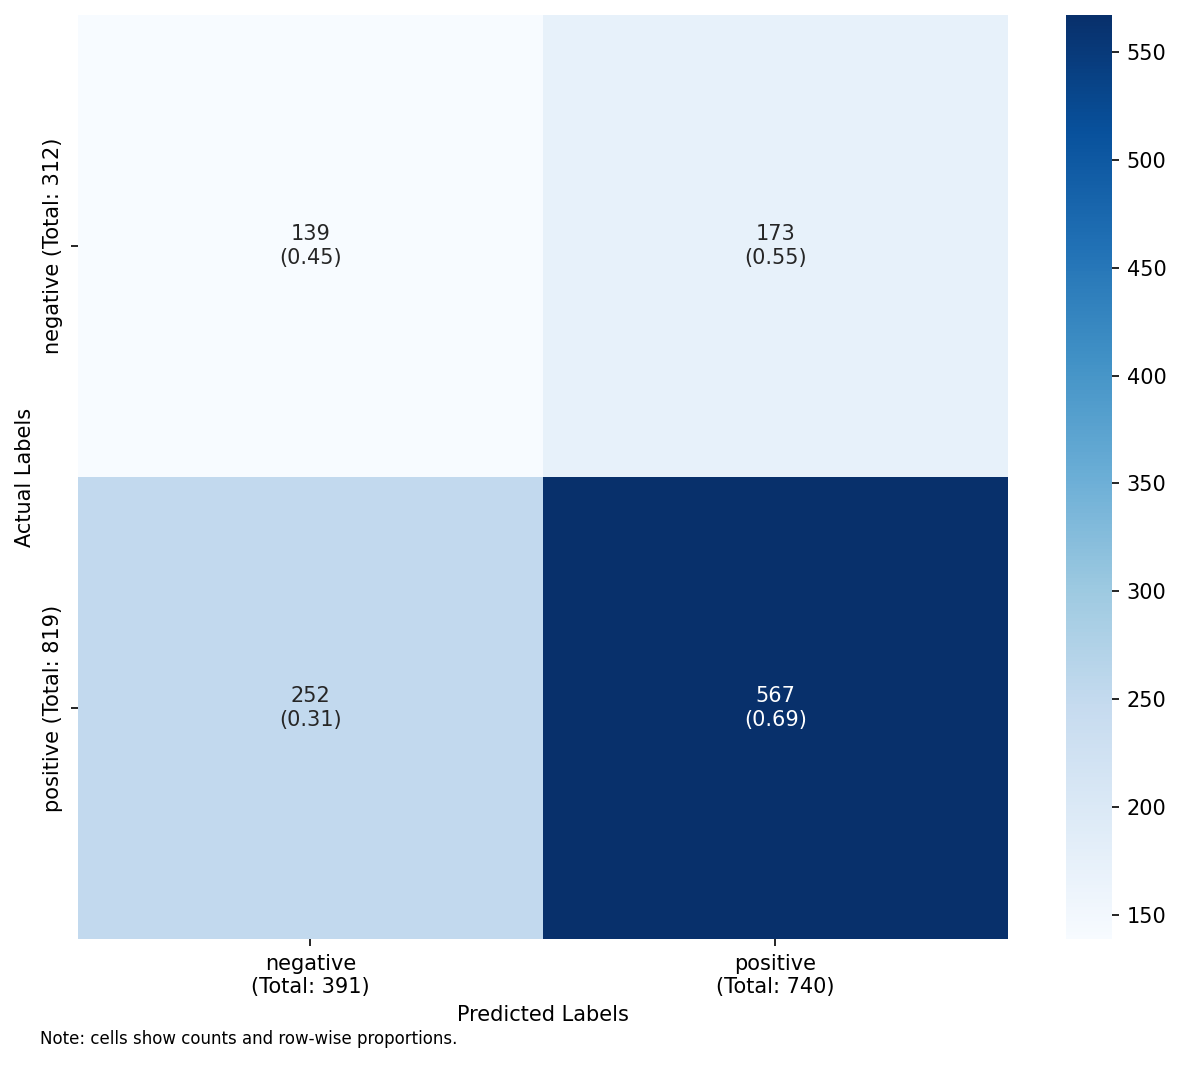 negative (Total: 312)
139
(0.45)
173
(0.55)
Actual Labels
positive (Total: 819)
252
(0.31)
567
(0.69)
550
500
450
400
350
300
250
200
150
negative
(Total: 391)
positive
(Total: 740)
Predicted Labels
Note: cells show counts and row-wise proportions.